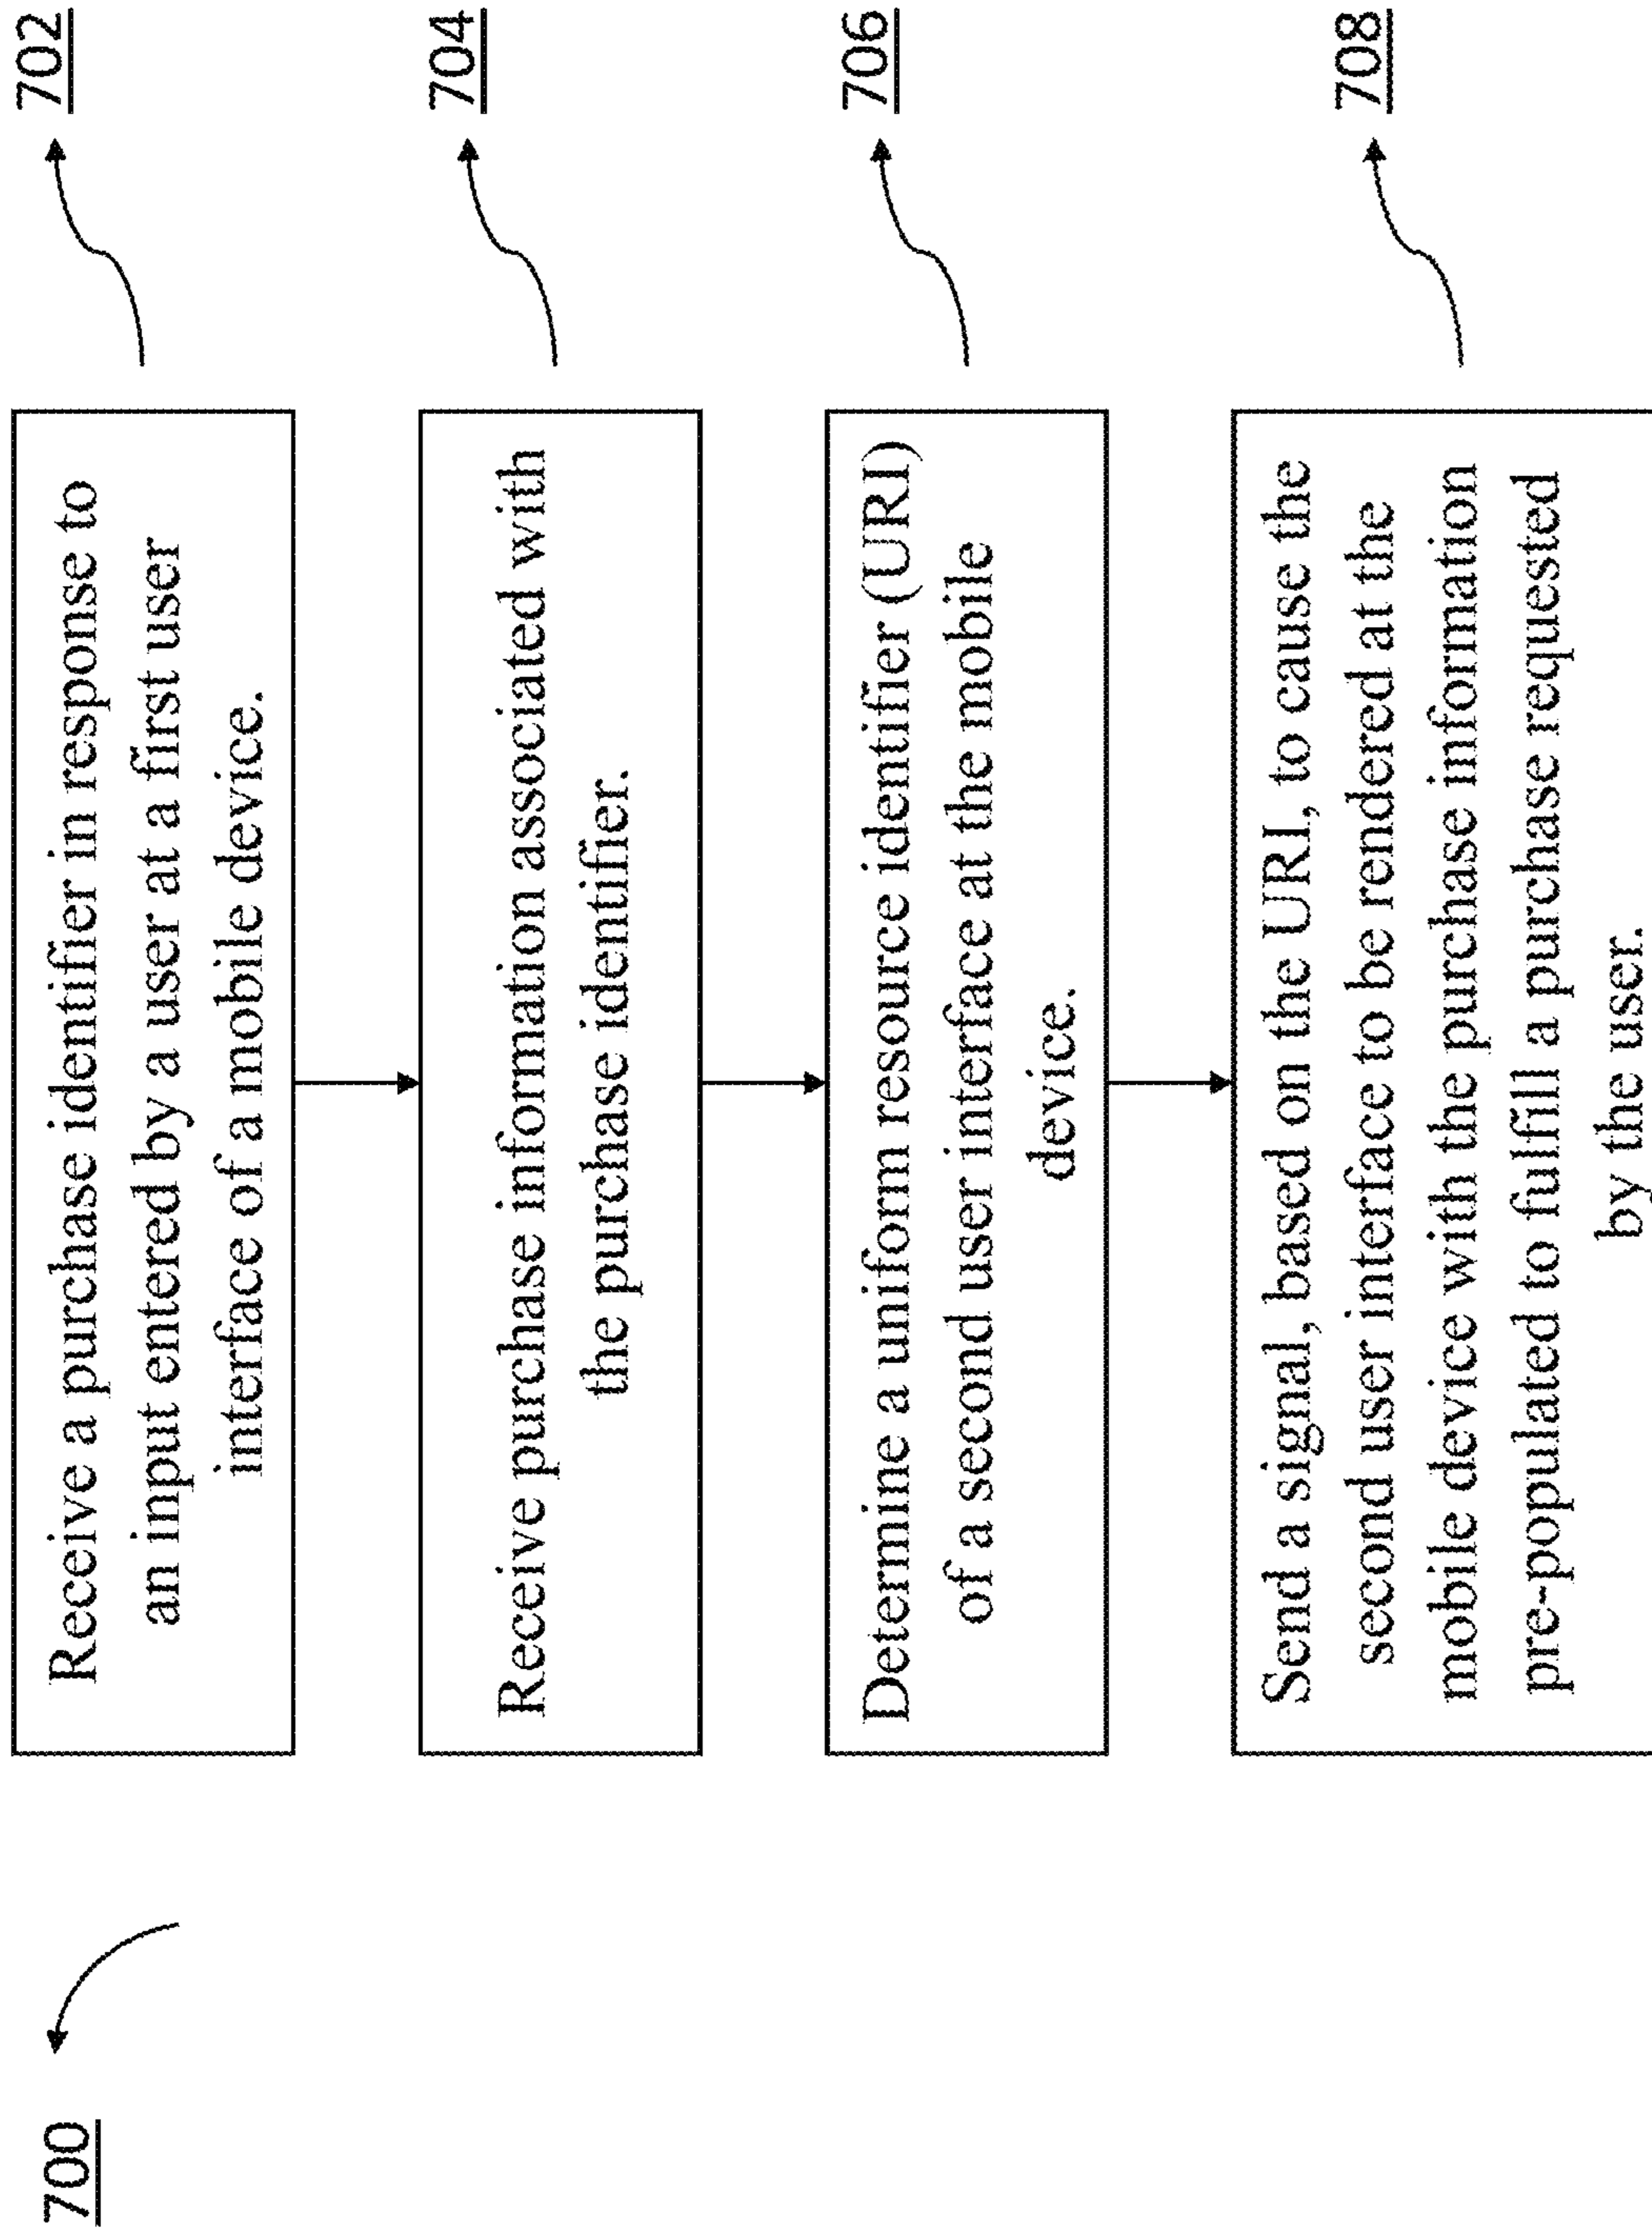 700
Receive a purchase identifier in response to
an input entered by a user at a first user
interface of a mobile device.
702
Receive purchase information associated with
the purchase identifier.
704
Determine a uniform resource identifier (URI)
of a second user interface at the mobile
device.
706
Send a signal, based on the URI, to cause the
second user interface to be rendered at the
mobile device with the purchase information
pre-populated to fulfill a purchase requested
by the user.
708